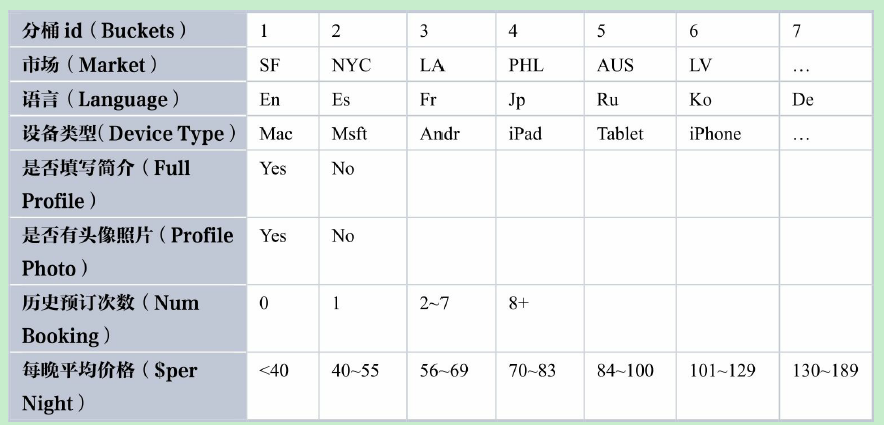 分桶 id（Buckets） 1 2 3 4 5 6 7
市场（Market） SF NYC LA PHL AUS LV …
语言（Language） En Es Fr Jp Ru Ko De
设备类型（Device Type） Mac Msft Andr iPad Tablet iPhone …
是否填写简介（Full Yes No
Profile）
是否有头像照片（Profile Yes No
Photo）
历史预订次数（Num 0 1 2~7 8+
Booking）
每晚平均价格（$per <40 40~55 56~69 70~83 84~100 101~129 130~189
Night）